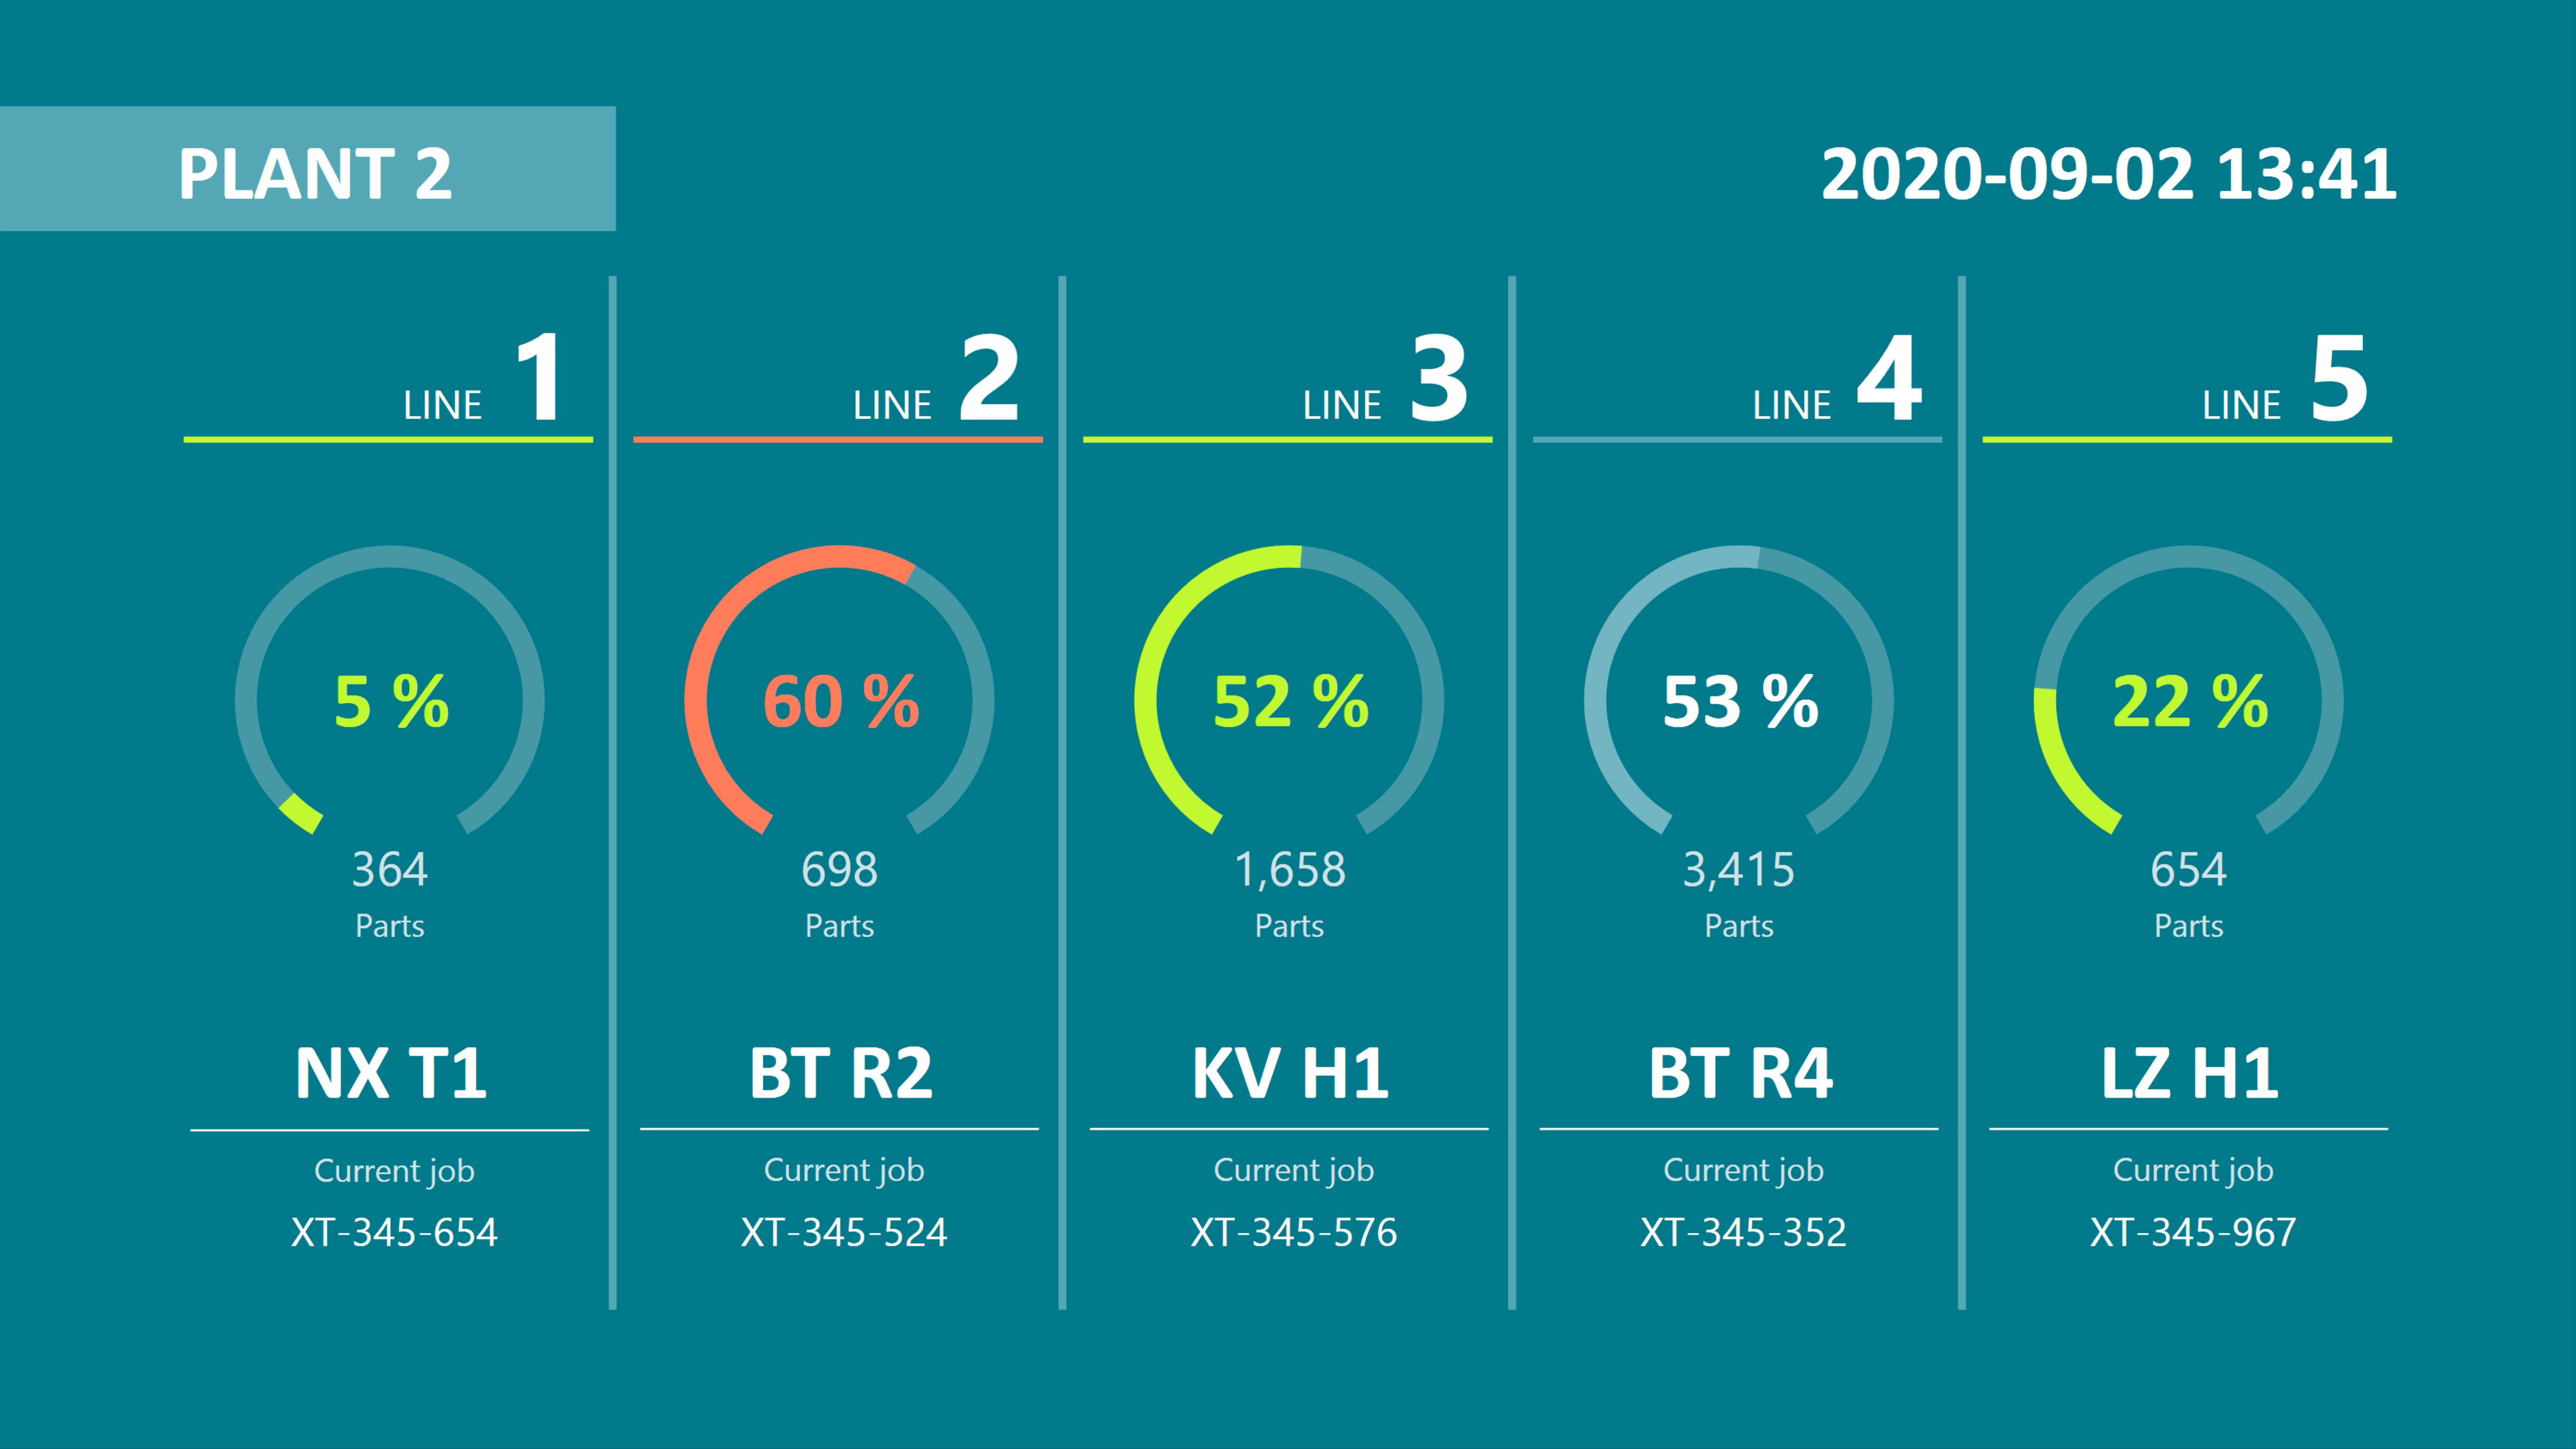 PLANT 2
2020-09-02 13:41
LINE 1
5 %
364
Parts
NX T1
Current job
XT-345-654
LINE 2
60 %
698
Parts
BT R2
Current job
XT-345-524
LINE 3
52 %
1,658
Parts
KV H1
Current job
XT-345-576
LINE 4
53 %
3,415
Parts
BT R4
Current job
XT-345-352
LINE 5
22 %
654
Parts
LZ H1
Current job
XT-345-967